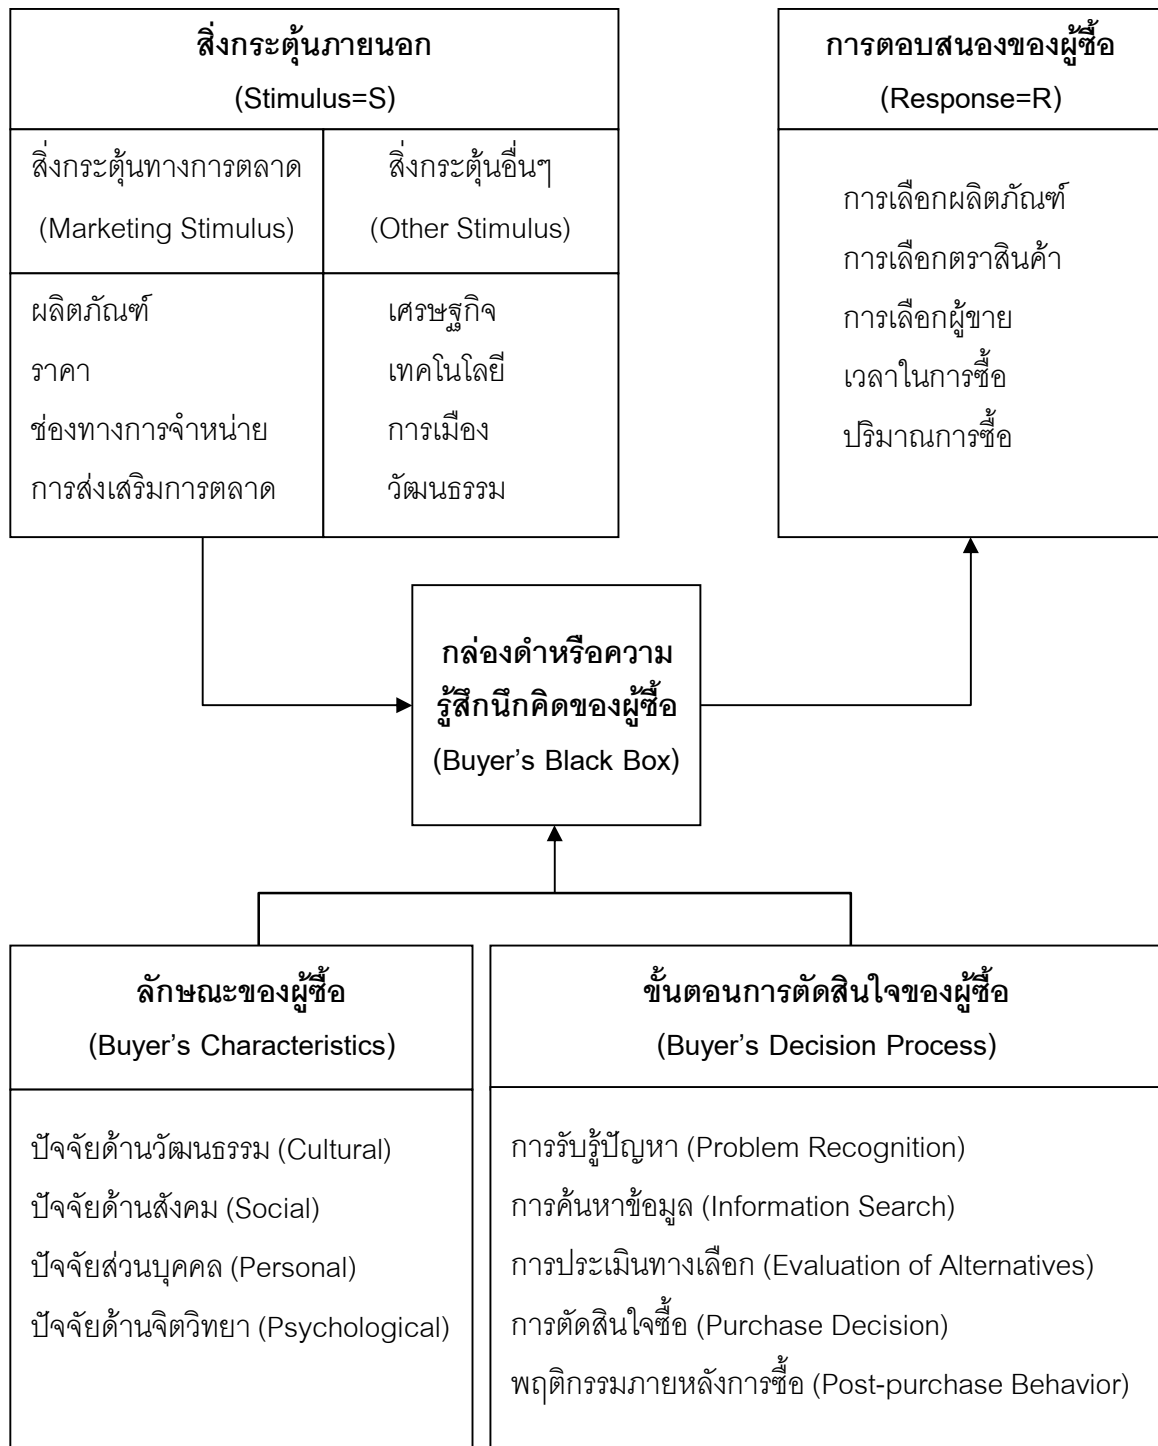 สิ่งกระตุ้นภายนอก
(Stimulus=S)
สิ่งกระตุ้นทางการตลาด
(Marketing Stimulus)
สิ่งกระตุ้นอื่นๆ
(Other Stimulus)
ผลิตภัณฑ์
ราคา
ช่องทางการจำหน่าย
การส่งเสริมการตลาด
เศรษฐกิจ
เทคโนโลยี
การเมือง
วัฒนธรรม
การตอบสนองของผู้ซื้อ
(Response=R)
การเลือกผลิตภัณฑ์
การเลือกตราสินค้า
การเลือกผู้ขาย
เวลาในการซื้อ
ปริมาณการซื้อ
กล่องดำหรือความ
รู้สึกนึกคิดของผู้ซื้อ
(Buyer’s Black Box)
ลักษณะของผู้ซื้อ
(Buyer’s Characteristics)
ปัจจัยด้านวัฒนธรรม (Cultural)
ปัจจัยด้านสังคม (Social)
ปัจจัยส่วนบุคคล (Personal)
ปัจจัยด้านจิตวิทยา (Psychological)
ขั้นตอนการตัดสินใจของผู้ซื้อ
(Buyer’s Decision Process)
การรับรู้ปัญหา (Problem Recognition)
การค้นหาข้อมูล (Information Search)
การประเมินทางเลือก (Evaluation of Alternatives)
การตัดสินใจซื้อ (Purchase Decision)
พฤติกรรมภายหลังการซื้อ (Post-purchase Behavior)